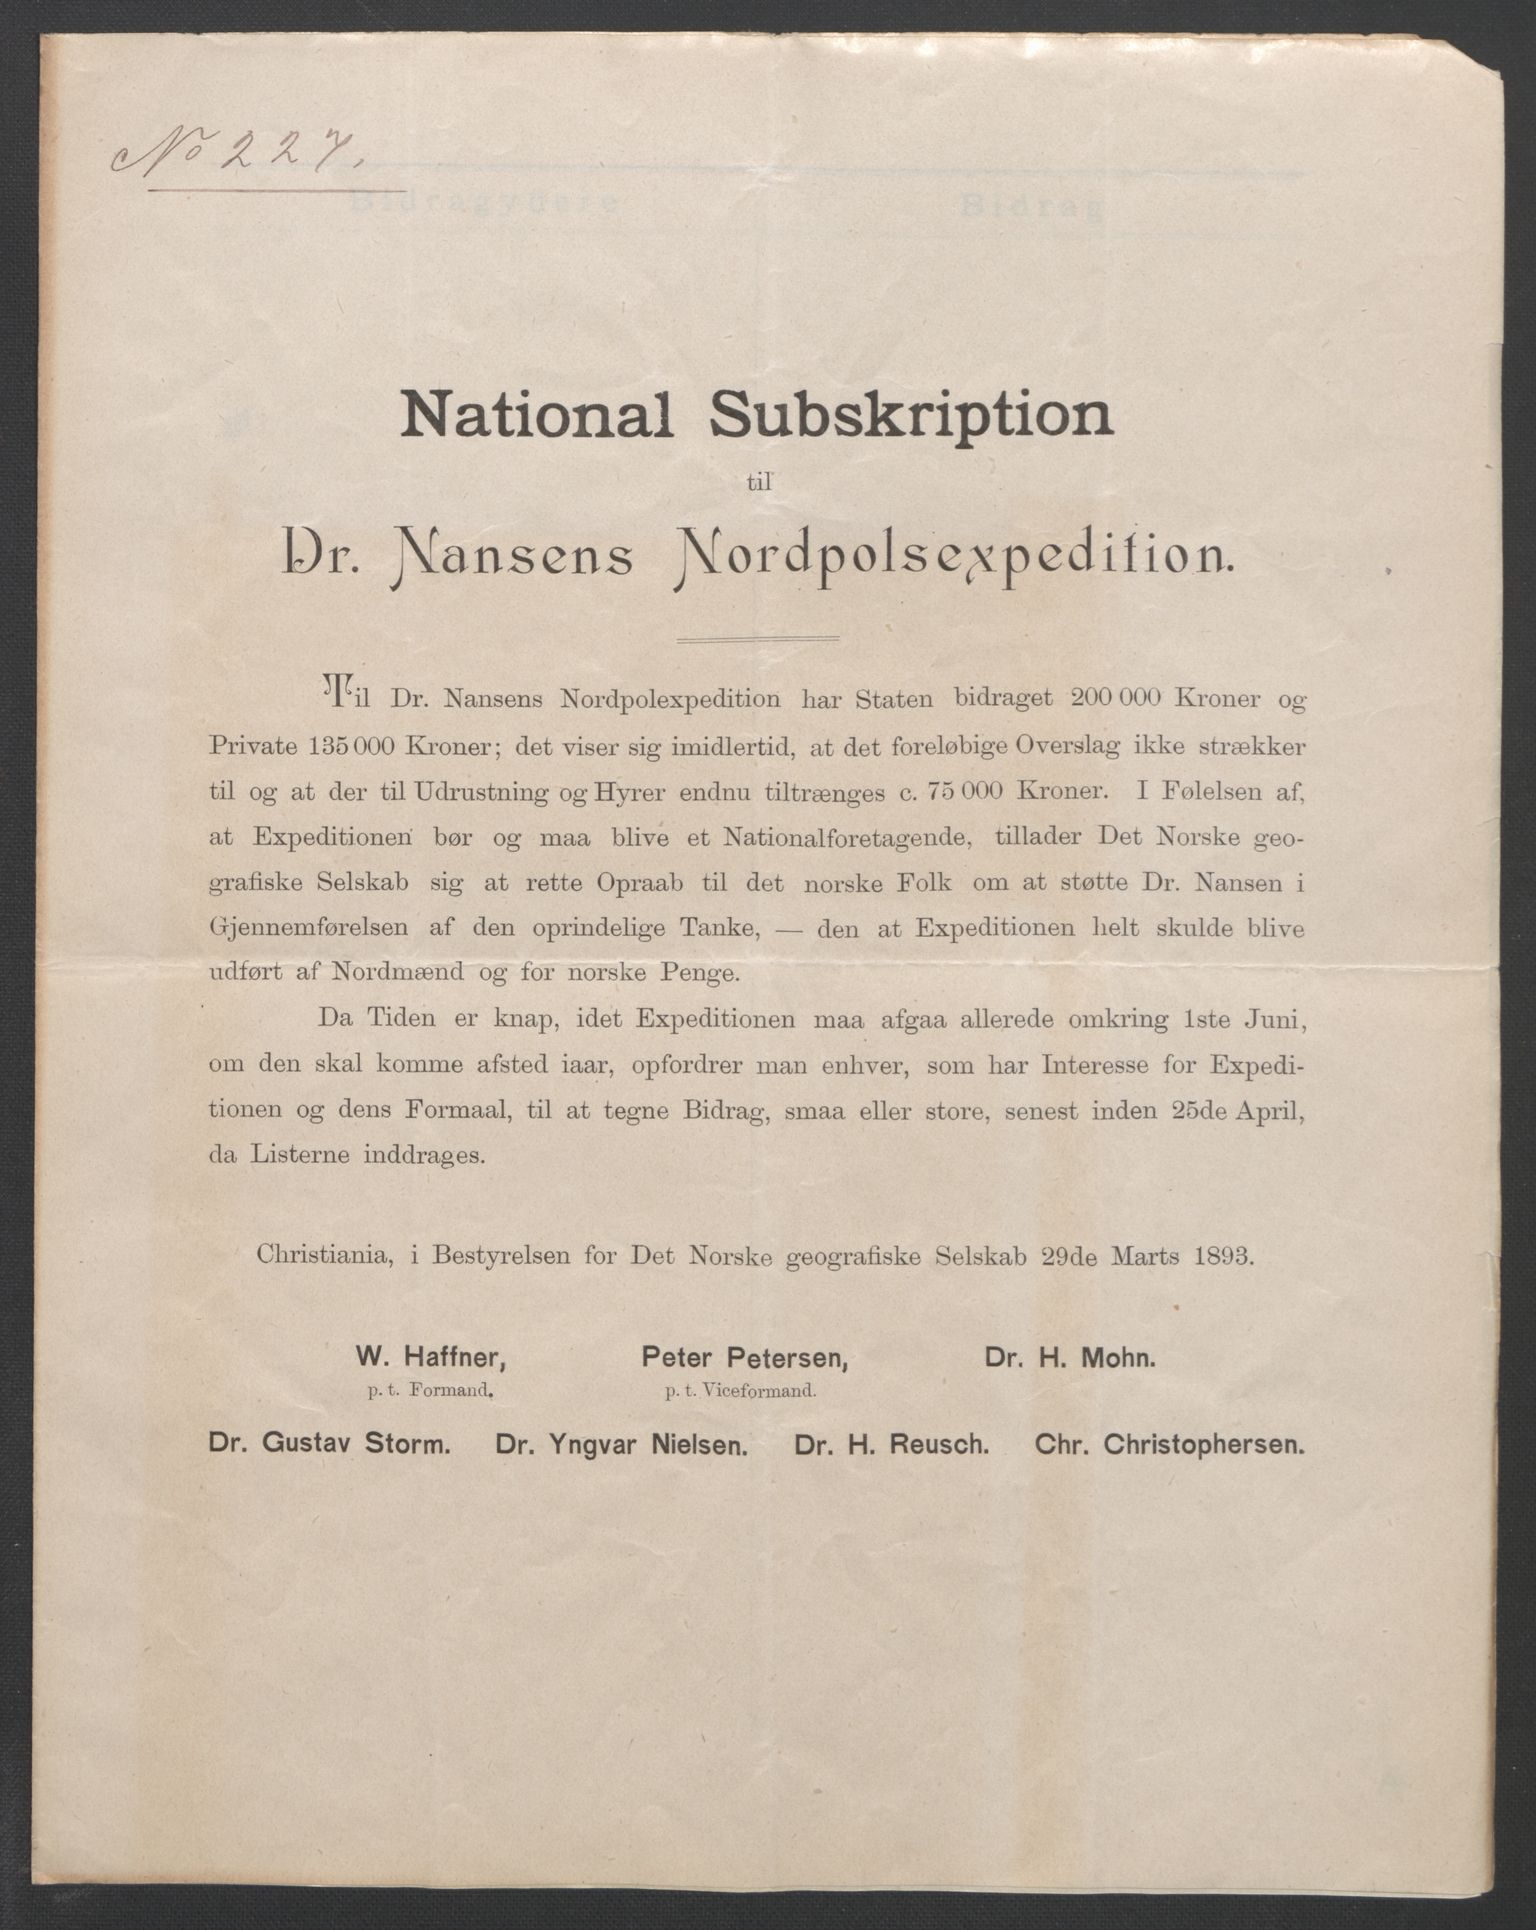 No 227.
Bidragydere Bidrag
National Subskription
til
Dr. Nansens Nordpolsexpedition.
Til Dr. Nansens Nordpolexpedition har Staten bidraget 200 000 Kroner og
Private 135 000 Kroner; det viser sig imidlertid, at det foreløbige Overslag ikke strækker
til og at der til Udrustning og Hyrer endnu tiltrænges c. 75 000 Kroner. I Følelsen af,
at Expeditionen bør og maa blive et Nationalforetagende, tillader Det Norske geo-
grafiske Selskab sig at rette Opraab til det norske Folk om at støtte Dr. Nansen i
Gjennemførelsen af den oprindelige Tanke, — den at Expeditionen helt skulde blive
udført af Nordmænd og for norske Penge.
Da Tiden er knap, idet Expeditionen maa afgaa allerede omkring 1ste Juni,
om den skal komme afsted iaar, opfordrer man enhver, som har Interesse for Expedi-
tionen og dens Formaal, til at tegne Bidrag, smaa eller store, senest inden 25de April,
da Listerne inddrages.
Christiania, i Bestyrelsen for Det Norske geografiske Selskab 29de Marts 1893.
W. Haffner, Peter Petersen, Dr. H. Mohn.
p. t. Formand. p. t. Viceformand.
Dr. Gustav Storm. Dr. Yngvar Nielsen. Dr. H. Reusch. Chr. Christophersen.